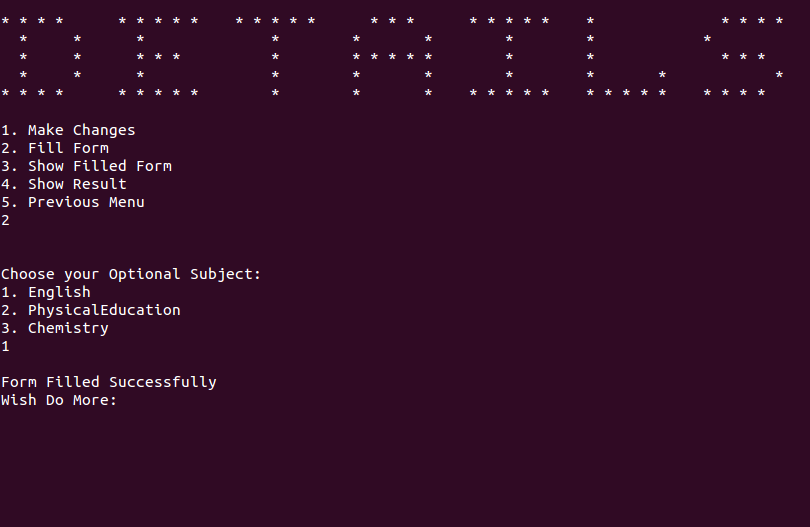 DETAILS
1. Make Changes
2. Fill Form
3. Show Filled Form
4. Show Result
5. Previous Menu
2
Choose your Optional Subject:
1. English
2. PhysicalEducation
3. Chemistry
1
Form Filled Successfully
Wish Do More: